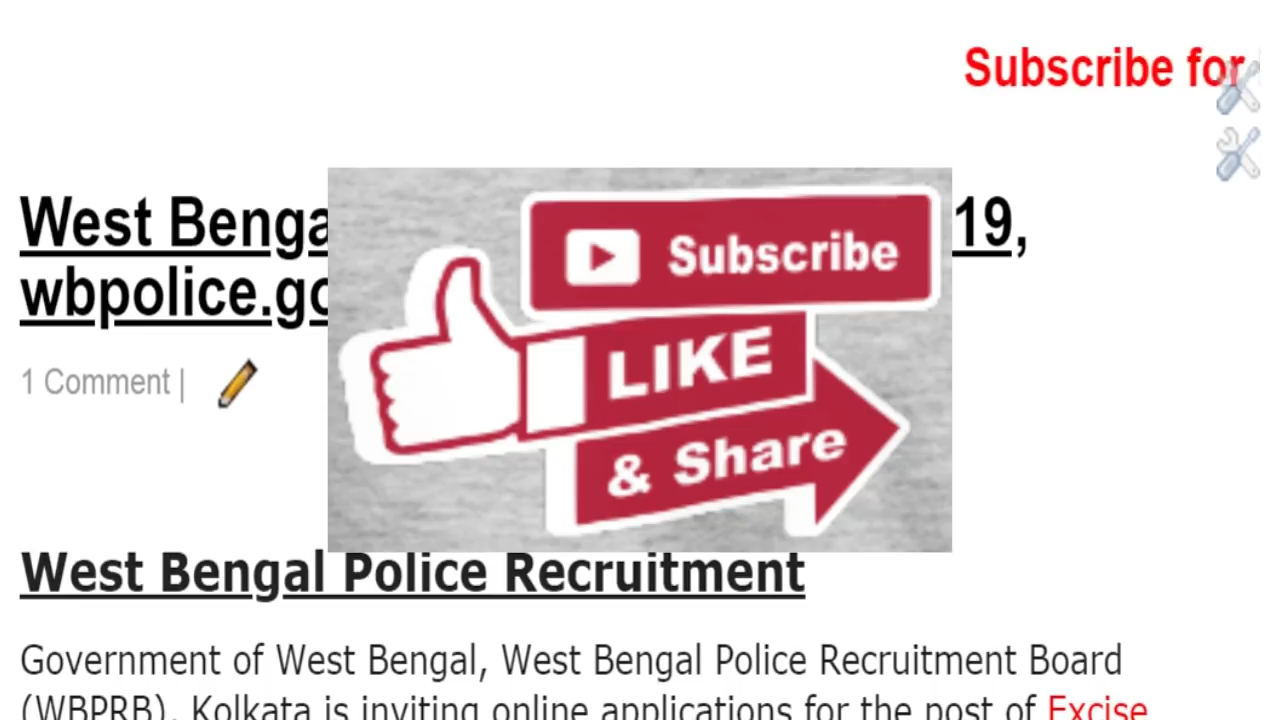 Subscribe for
West Benga 19,
wbpolice.go
1 Comment |
Subscribe
LIKE
& Share
West Bengal Police Recruitment
Government of West Bengal, West Bengal Police Recruitment Board
(WBPRB), Kolkata is inviting online applications for the post of Excise